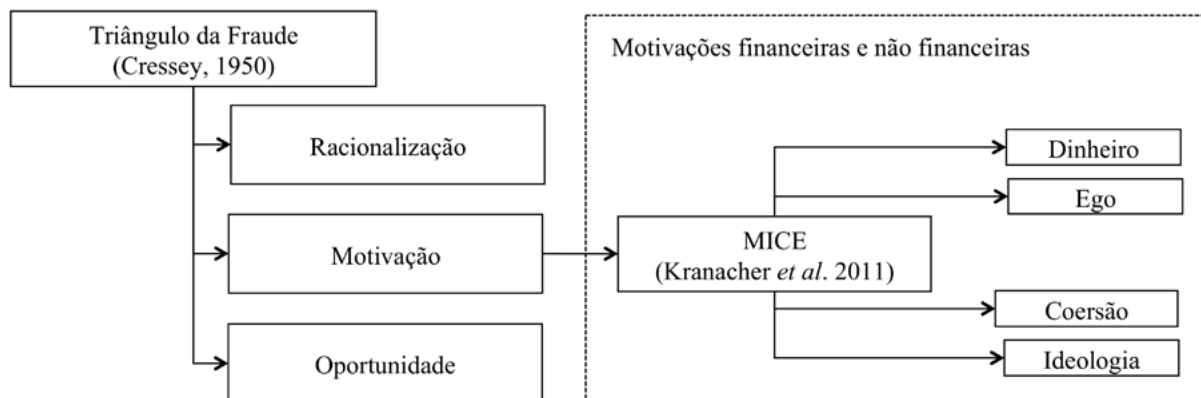 Triângulo da Fraude
(Cressey, 1950)
Racionalização
Motivação
Oportunidade
Motivações financeiras e não financeiras
MICE
(Kranacher et al. 2011)
Dinheiro
Ego
Coersão
Ideologia